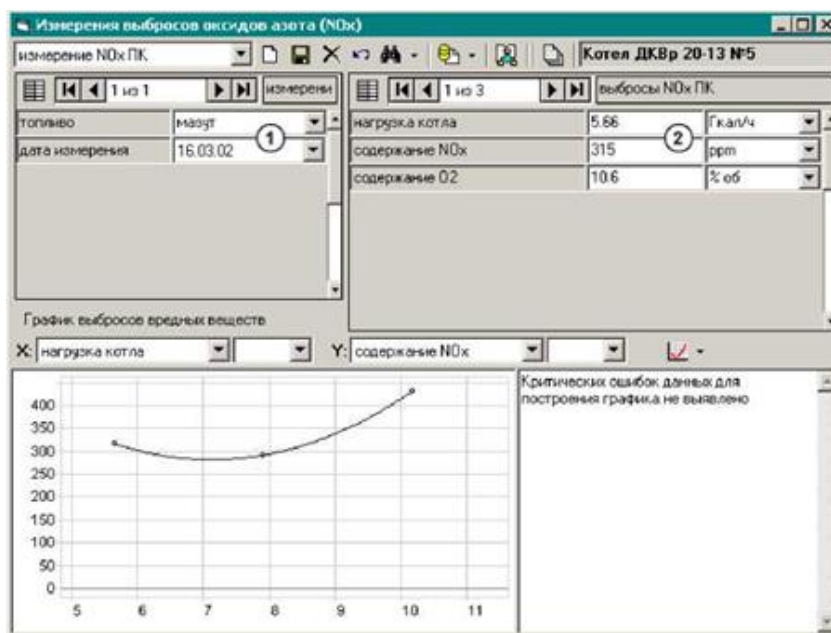 Измерения выбросов оксидов азота (NOx)
измерение NOx ПК
Котел ДКВр 20-13 №5
1 из 1
измерени
1 из 3
выбросы NOx ПК
топливо мазут
дата измерения 16.03.02
1
нагрузка котла 5.66 Гкал/ч
содержание NOx 315 ppm
содержание O2 10.6 % об
2
График выбросов вредных веществ
X: нагрузка котла
Y: содержание NOx
400
350
300
250
200
150
100
50
0
5 6 7 8 9 10 11
Критических ошибок данных для
построения графика не выявлено